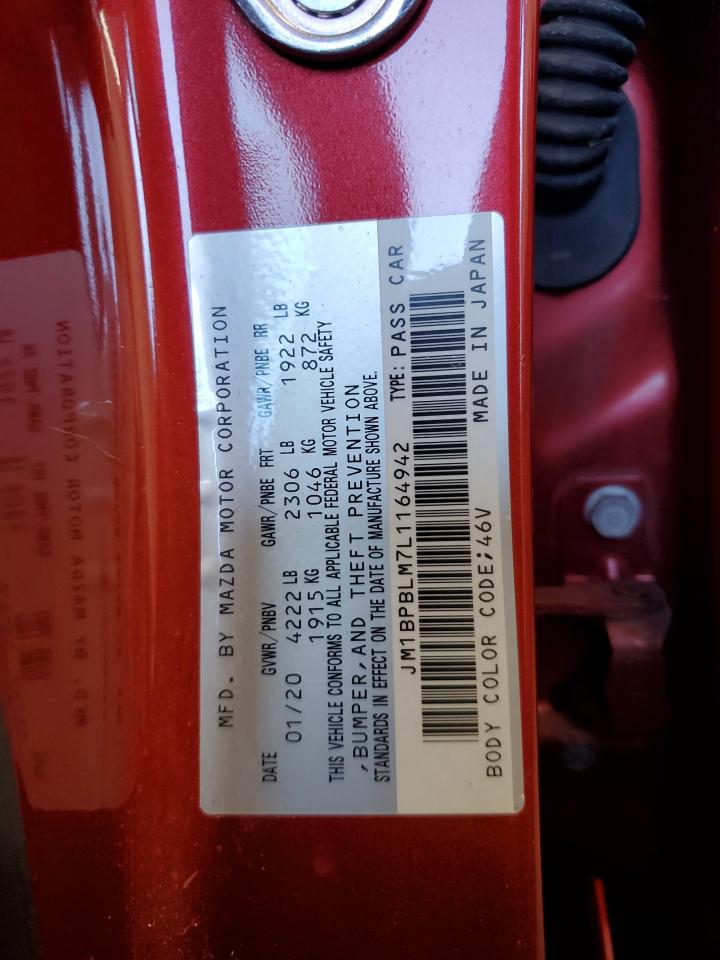 MFD. BY MAZDA MOTOR CORPORATION
DATE GVWR/PNBV GAWR/PNBE FRT GAWR/PNBE RR
01/20 4222 LB 2306 LB 1922 LB
1915 KG 1046 KG 872 KG
THIS VEHICLE CONFORMS TO ALL APPLICABLE FEDERAL MOTOR VEHICLE SAFETY
,BUMPER,AND THEFT PREVENTION
STANDARDS IN EFFECT ON THE DATE OF MANUFACTURE SHOWN ABOVE.
JM1BPBLM7L1164942 TYPE: PASS CAR
BODY COLOR CODE;46V MADE IN JAPAN